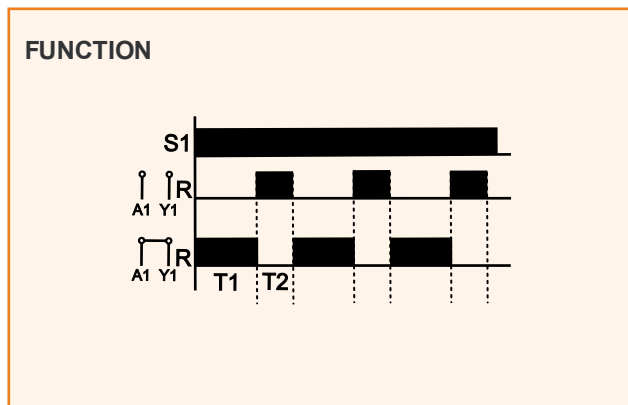 FUNCTION
S1
R
A1 Y1
R
A1 Y1
T1 T2